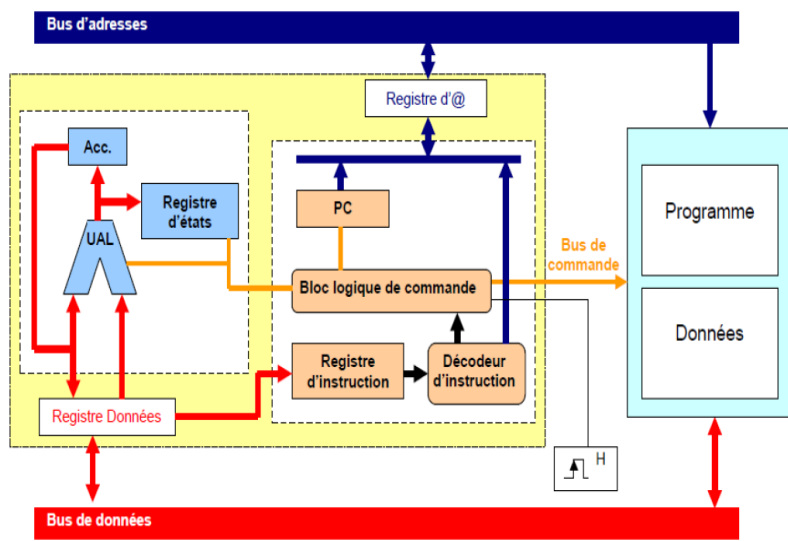 Bus d'adresses
Registre d'@
Acc.
Registre
d'états
PC
Programme
UAL
Bus de
commande
Bloc logique de commande
Données
Registre
d'instruction
Décodeur
d'instruction
Registre Données
H
Bus de données